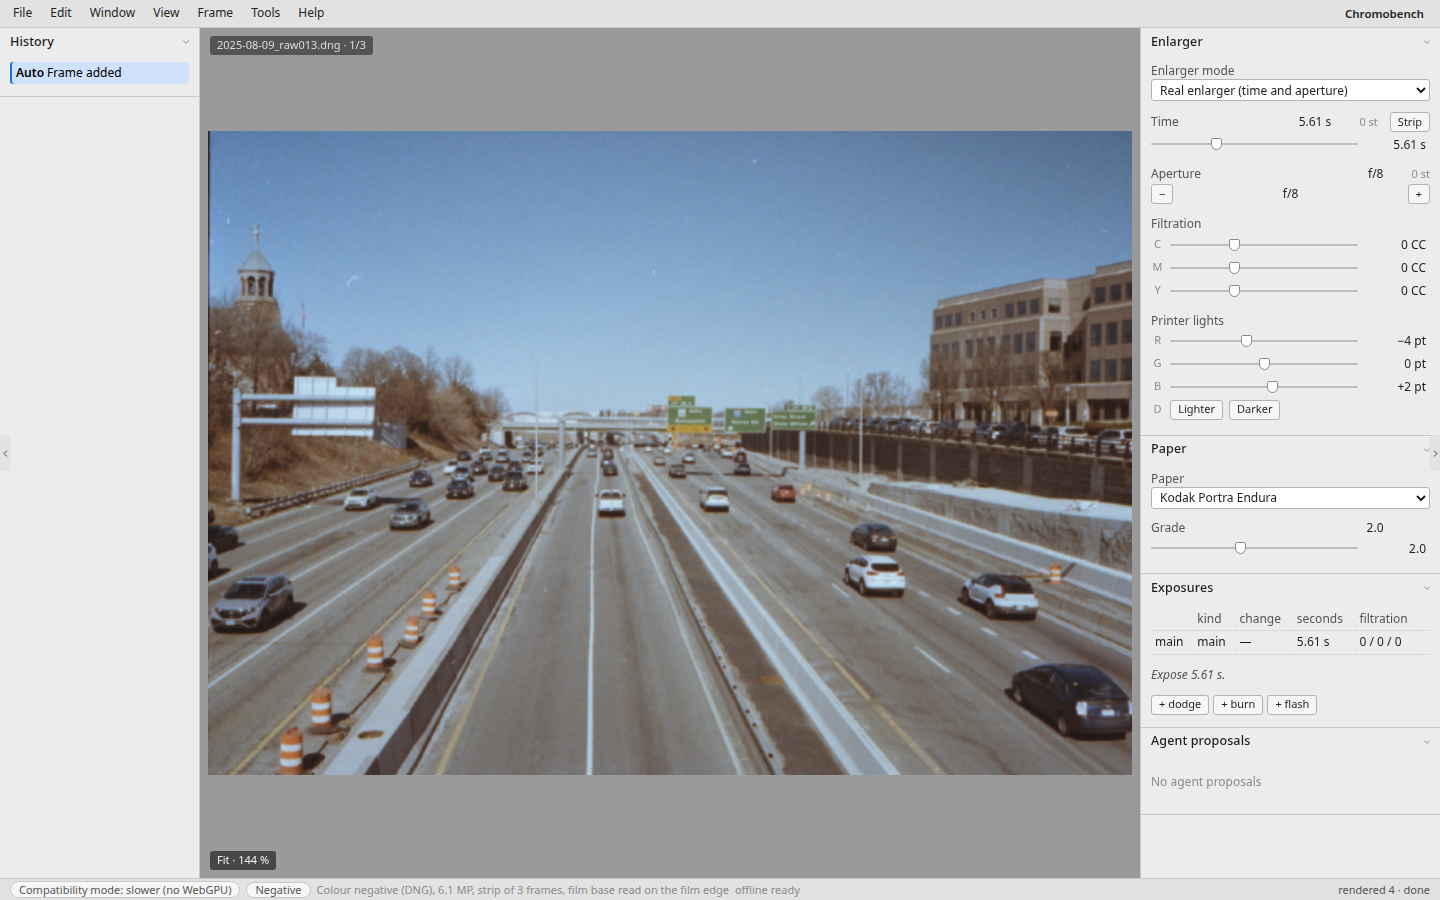 File Edit Window View Frame Tools Help
Chromobench
History
Auto Frame added
2025-08-09_raw013.dng · 1/3
Fit · 144 %
Enlarger
Enlarger mode
Real enlarger (time and aperture)
Time 5.61 s 0 st Strip
5.61 s
Aperture f/8 0 st
− f/8 +
Filtration
C 0 CC
M 0 CC
Y 0 CC
Printer lights
R −4 pt
G 0 pt
B +2 pt
D Lighter Darker
Paper
Paper
Kodak Portra Endura
Grade 2.0
2.0
Exposures
kind change seconds filtration
main main — 5.61 s 0 / 0 / 0
Expose 5.61 s.
+ dodge + burn + flash
Agent proposals
No agent proposals
Compatibility mode: slower (no WebGPU) Negative Colour negative (DNG), 6.1 MP, strip of 3 frames, film base read on the film edge offline ready
rendered 4 · done